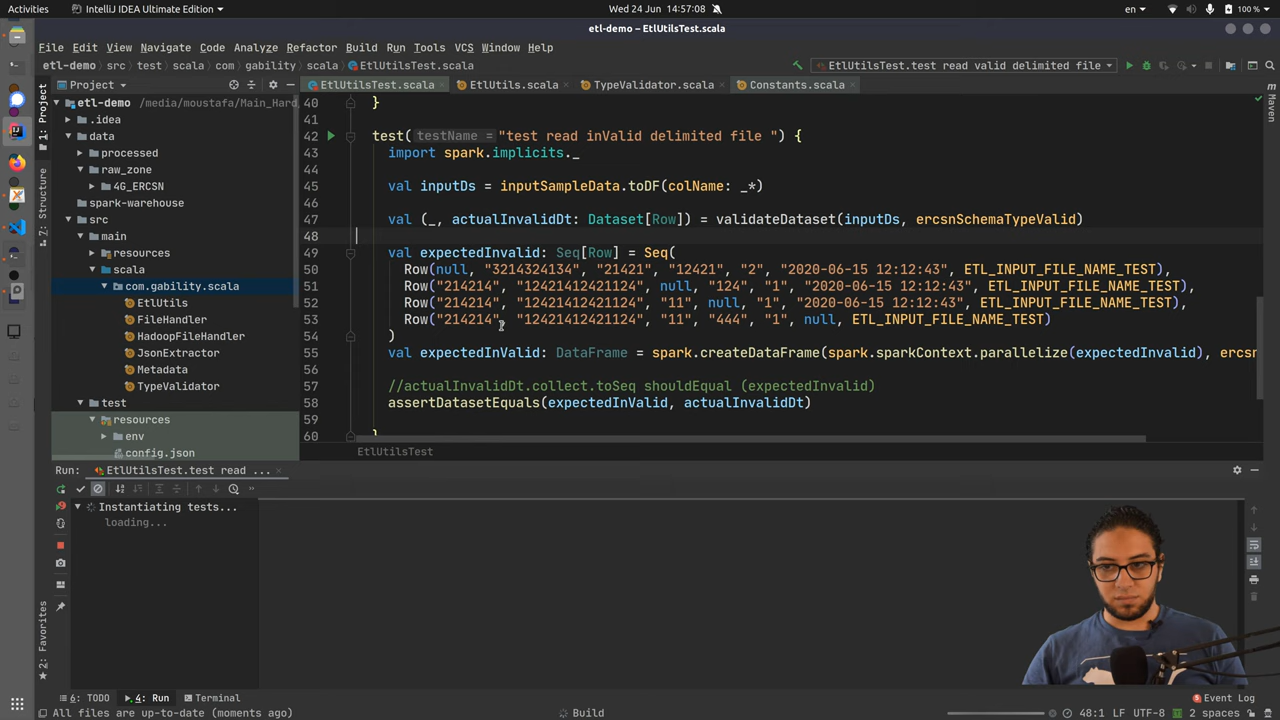 Activities
IntelliJ IDEA Ultimate Edition
Wed 24 Jun 14:57:08
en
100 %
etl-demo – EtlUtilsTest.scala
File Edit View Navigate Code Analyze Refactor Build Run Tools VCS Window Help
etl-demo src test scala com gability scala EtlUtilsTest.scala
EtlUtilsTest.test read valid delimited file
1: Project
Project
EtlUtilsTest.scala EtlUtils.scala TypeValidator.scala Constants.scala
Maven
etl-demo /media/moustafa/Main_Hard
.idea
data
processed
raw_zone
4G_ERCSN
spark-warehouse
src
main
resources
scala
com.gability.scala
EtlUtils
FileHandler
HadoopFileHandler
JsonExtractor
Metadata
TypeValidator
test
resources
env
config.json
7: Structure
40 }
41
42 test( testName = "test read inValid delimited file ") {
43 import spark.implicits._
44
45 val inputDs = inputSampleData.toDF(colName: _*)
46
47 val (_, actualInvalidDt: Dataset[Row]) = validateDataset(inputDs, ercsnSchemaTypeValid)
48
49 val expectedInvalid: Seq[Row] = Seq(
50 Row(null, "3214324134", "21421", "12421", "2", "2020-06-15 12:12:43", ETL_INPUT_FILE_NAME_TEST),
51 Row("214214", "12421412421124", null, "124", "1", "2020-06-15 12:12:43", ETL_INPUT_FILE_NAME_TEST),
52 Row("214214", "12421412421124", "11", null, "1", "2020-06-15 12:12:43", ETL_INPUT_FILE_NAME_TEST),
53 Row("214214", "12421412421124", "11", "444", "1", null, ETL_INPUT_FILE_NAME_TEST)
54 )
55 val expectedInValid: DataFrame = spark.createDataFrame(spark.sparkContext.parallelize(expectedInvalid), ercsn
56
57 //actualInvalidDt.collect.toSeq shouldEqual (expectedInvalid)
58 assertDatasetEquals(expectedInValid, actualInvalidDt)
59
60 }
EtlUtilsTest
Run: EtlUtilsTest.test read ...
Instantiating tests...
loading...
2: Favorites
6: TODO 4: Run Terminal
Event Log
All files are up-to-date (moments ago)
Build
48:1 LF UTF-8 2 spaces